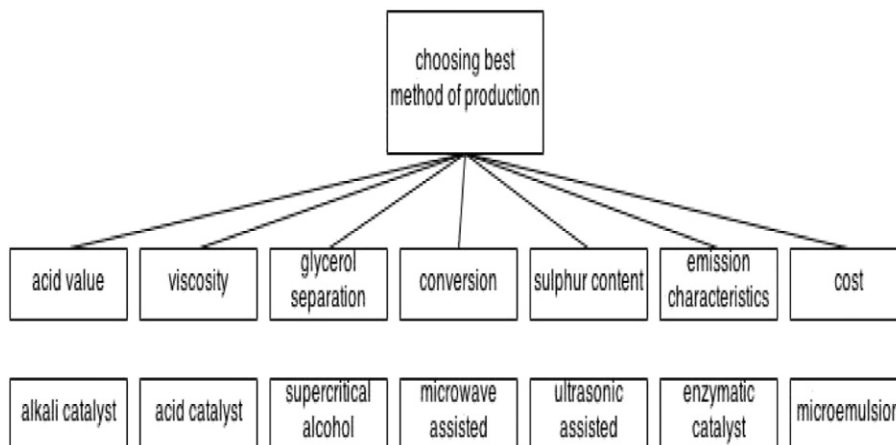 choosing best
method of production
acid value
viscosity
glycerol
separation
conversion
sulphur content
emission
characteristics
cost
alkali catalyst
acid catalyst
supercritical
alcohol
microwave
assisted
ultrasonic
assisted
enzymatic
catalyst
microemulsion